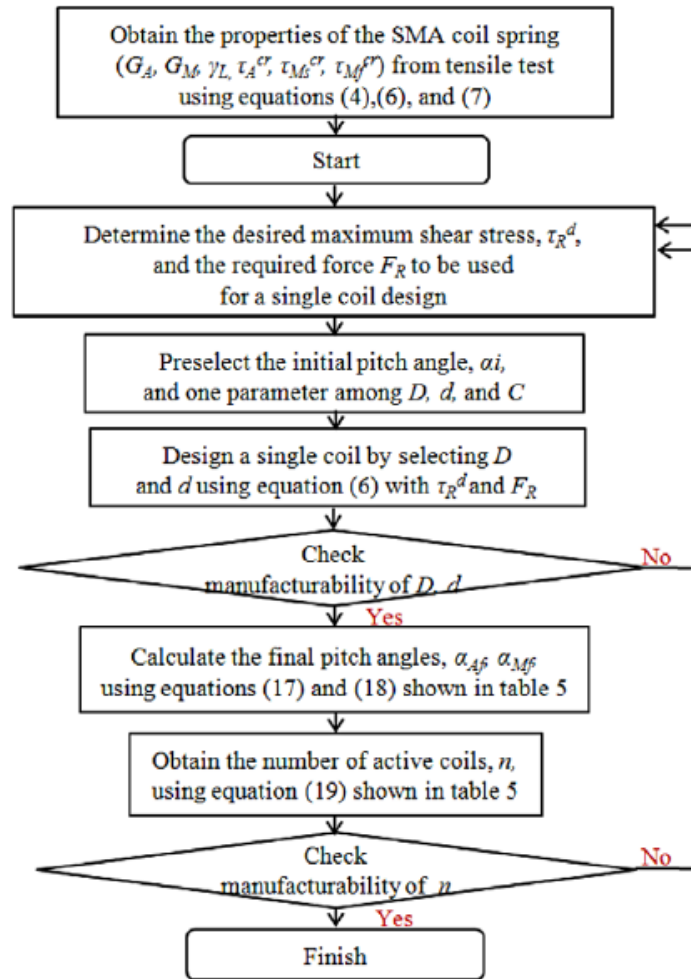 Obtain the properties of the SMA coil spring
(G_A, G_M, γ_L, τ_A^cr, τ_Ms^cr, τ_Mf^cr) from tensile test
using equations (4),(6), and (7)
Start
Determine the desired maximum shear stress, τ_R^d,
and the required force F_R to be used
for a single coil design
Preselect the initial pitch angle, αi,
and one parameter among D, d, and C
Design a single coil by selecting D
and d using equation (6) with τ_R^d and F_R
Check
manufacturability of D, d
No
Yes
Calculate the final pitch angles, α_Af, α_Mf,
using equations (17) and (18) shown in table 5
Obtain the number of active coils, n,
using equation (19) shown in table 5
Check
manufacturability of n
No
Yes
Finish